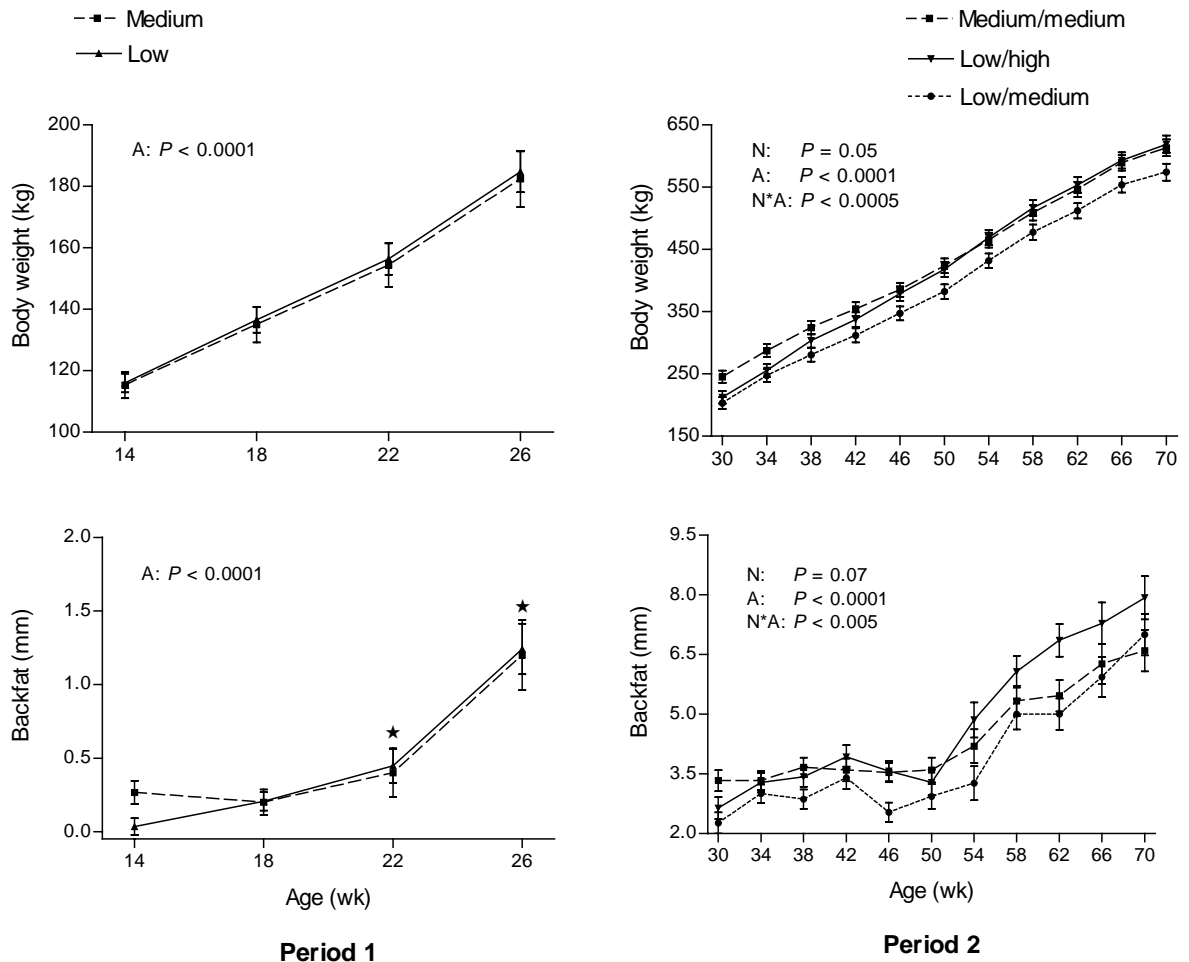 Medium
Low
Medium/medium
Low/high
Low/medium
200
180
160
140
120
100
Body weight (kg)
A: P < 0.0001
14 18 22 26
650
550
450
350
250
150
Body weight (kg)
N: P = 0.05
A: P < 0.0001
N*A: P < 0.0005
30 34 38 42 46 50 54 58 62 66 70
2.0
1.5
1.0
0.5
0.0
Backfat (mm)
A: P < 0.0001
14 18 22 26
Age (wk)
Period 1
9.5
8.0
6.5
5.0
3.5
2.0
Backfat (mm)
N: P = 0.07
A: P < 0.0001
N*A: P < 0.005
30 34 38 42 46 50 54 58 62 66 70
Age (wk)
Period 2